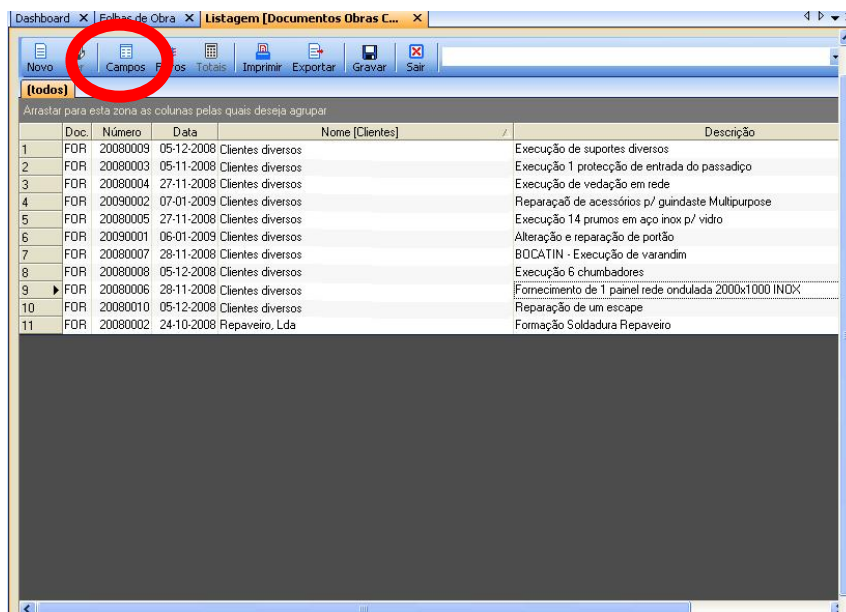 Dashboard Folhas de Obra Listagem [Documentos Obras C...
Novo Campos Totais Imprimir Exportar Gravar Sair
(todos)
Arrastar para esta zona as colunas pelas quais deseja agrupar
Doc. Número Data Nome [Clientes] Descrição
1 FOR 20080009 05-12-2008 Clientes diversos Execução de suportes diversos
2 FOR 20080003 05-11-2008 Clientes diversos Execução 1 protecção de entrada do passadiço
3 FOR 20080004 27-11-2008 Clientes diversos Execução de vedação em rede
4 FOR 20090002 07-01-2009 Clientes diversos Reparaçaõ de acessórios p/ guindaste Multipurpose
5 FOR 20080005 27-11-2008 Clientes diversos Execução 14 prumos em aço inox p/ vidro
6 FOR 20090001 06-01-2009 Clientes diversos Alteração e reparação de portão
7 FOR 20080007 28-11-2008 Clientes diversos BOCATIN - Execução de varandim
8 FOR 20080008 05-12-2008 Clientes diversos Execução 6 chumbadores
9 FOR 20080006 28-11-2008 Clientes diversos Fornecimento de 1 painel rede ondulada 2000x1000 INOX
10 FOR 20080010 05-12-2008 Clientes diversos Reparação de um escape
11 FOR 20080002 24-10-2008 Repaveiro, Lda Formação Soldadura Repaveiro